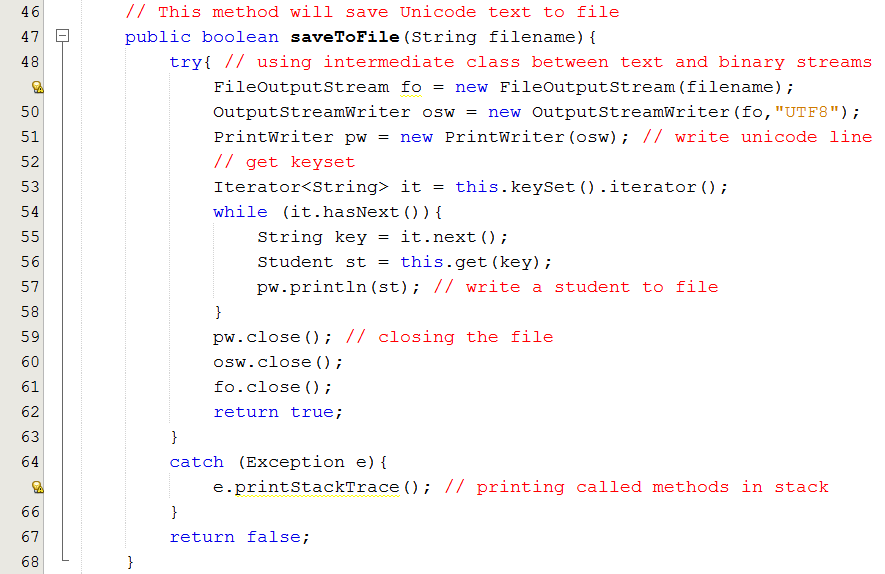 46 // This method will save Unicode text to file
47 public boolean saveToFile(String filename){
48 try{ // using intermediate class between text and binary streams
FileOutputStream fo = new FileOutputStream(filename);
50 OutputStreamWriter osw = new OutputStreamWriter(fo,"UTF8");
51 PrintWriter pw = new PrintWriter(osw); // write unicode line
52 // get keyset
53 Iterator<String> it = this.keySet().iterator();
54 while (it.hasNext()){
55 String key = it.next();
56 Student st = this.get(key);
57 pw.println(st); // write a student to file
58 }
59 pw.close(); // closing the file
60 osw.close();
61 fo.close();
62 return true;
63 }
64 catch (Exception e){
e.printStackTrace(); // printing called methods in stack
66 }
67 return false;
68 }